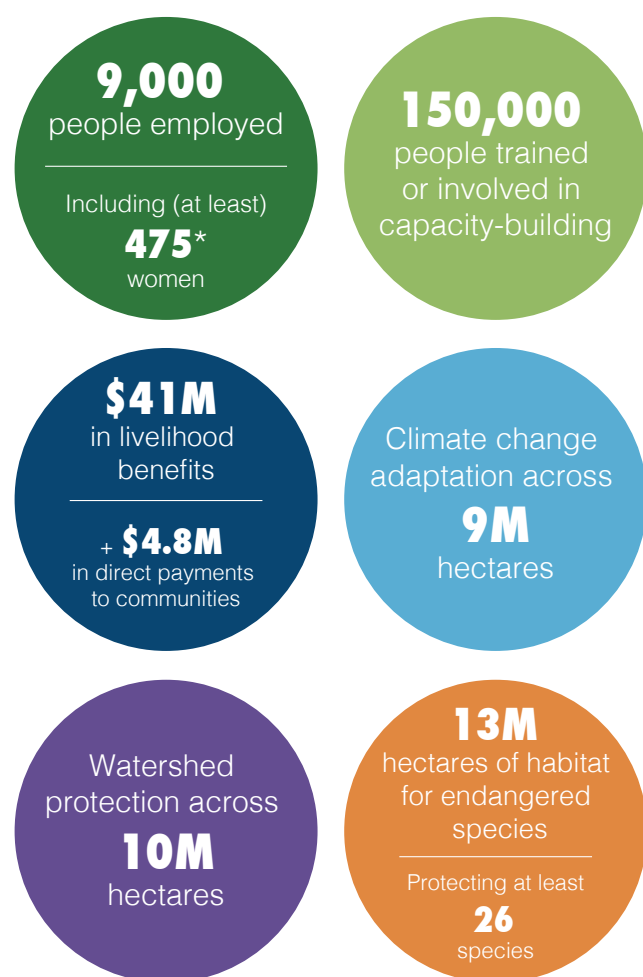 9,000
people employed
Including (at least)
475*
women
150,000
people trained
or involved in
capacity-building
$41M
in livelihood
benefits
+ $4.8M
in direct payments
to communities
Climate change
adaptation across
9M
hectares
Watershed
protection across
10M
hectares
13M
hectares of habitat
for endangered
species
Protecting at least
26
species